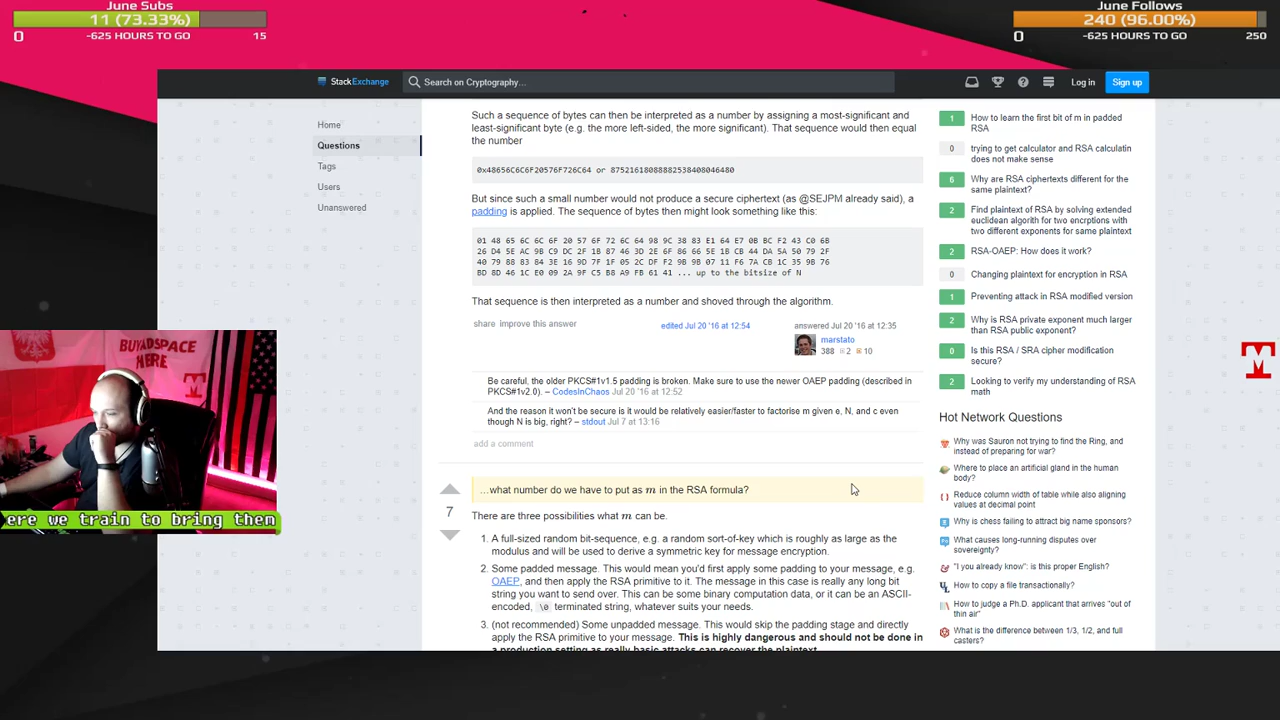 June Subs
11 (73.33%)
0
-625 HOURS TO GO
15
June Follows
240 (96.00%)
0
-625 HOURS TO GO
250
StackExchange
Search on Cryptography...
Log in
Sign up
Home
Questions
Tags
Users
Unanswered
Such a sequence of bytes can then be interpreted as a number by assigning a most-significant and
least-significant byte (e.g. the more left-sided, the more significant). That sequence would then equal
the number
0x48656C6C6F20576F726C64 or 87521618088882538408046480
But since such a small number would not produce a secure ciphertext (as @SEJPM already said), a
padding is applied. The sequence of bytes then might look something like this:
01 48 65 6C 6C 6F 20 57 6F 72 6C 64 98 9C 38 83 E1 64 E7 0B BC F2 43 C0 6B
26 D4 5E AC 9B C9 DC 2F 1B 87 46 3D 2E 6F 06 66 5E 18 CB 44 DA 5A 50 79 2F
40 79 88 83 84 3E 16 9D 7F 1F 05 2C DF F2 9B 9B 07 11 F6 7A CB 1C 35 9B 76
BD 8D 46 1C E0 09 2A 9F C5 B8 A9 FB 61 41 ... up to the bitsize of N
That sequence is then interpreted as a number and shoved through the algorithm.
share improve this answer
edited Jul 20 '16 at 12:54
answered Jul 20 '16 at 12:35
marstato
388 2 10
Be careful, the older PKCS#1v1.5 padding is broken. Make sure to use the newer OAEP padding (described in
PKCS#1v2.0). – CodesInChaos Jul 20 '16 at 12:52
And the reason it won't be secure is it would be relatively easier/faster to factorise m given e, N, and c even
though N is big, right? – stdout Jul 7 at 13:16
add a comment
7
...what number do we have to put as m in the RSA formula?
There are three possibilities what m can be.
1. A full-sized random bit-sequence, e.g. a random sort-of-key which is roughly as large as the
modulus and will be used to derive a symmetric key for message encryption.
2. Some padded message. This would mean you'd first apply some padding to your message, e.g.
OAEP, and then apply the RSA primitive to it. The message in this case is really any long bit
string you want to send over. This can be some binary computation data, or it can be an ASCII-
encoded, \0 terminated string, whatever suits your needs.
3. (not recommended) Some unpadded message. This would skip the padding stage and directly
apply the RSA primitive to your message. This is highly dangerous and should not be done in
a production setting as really basic attacks can recover the plaintext.
1 How to learn the first bit of m in padded
RSA
0 trying to get calculator and RSA calculatin
does not make sense
6 Why are RSA ciphertexts different for the
same plaintext?
2 Find plaintext of RSA by solving extended
euclidean algorith for two encrptions with
two different exponents for same plaintext
2 RSA-OAEP: How does it work?
0 Changing plaintext for encryption in RSA
1 Preventing attack in RSA modified version
2 Why is RSA private exponent much larger
than RSA public exponent?
0 Is this RSA / SRA cipher modification
secure?
2 Looking to verify my understanding of RSA
math
Hot Network Questions
Why was Sauron not trying to find the Ring, and
instead of preparing for war?
Where to place an artificial gland in the human
body?
Reduce column width of table while also aligning
values at decimal point
Why is chess failing to attract big name sponsors?
What causes long-running disputes over
sovereignty?
"I you already know": is this proper English?
How to copy a file transactionally?
How to judge a Ph.D. applicant that arrives "out of
thin air"
What is the difference between 1/3, 1/2, and full
casters?
HERE
ere we train to bring them